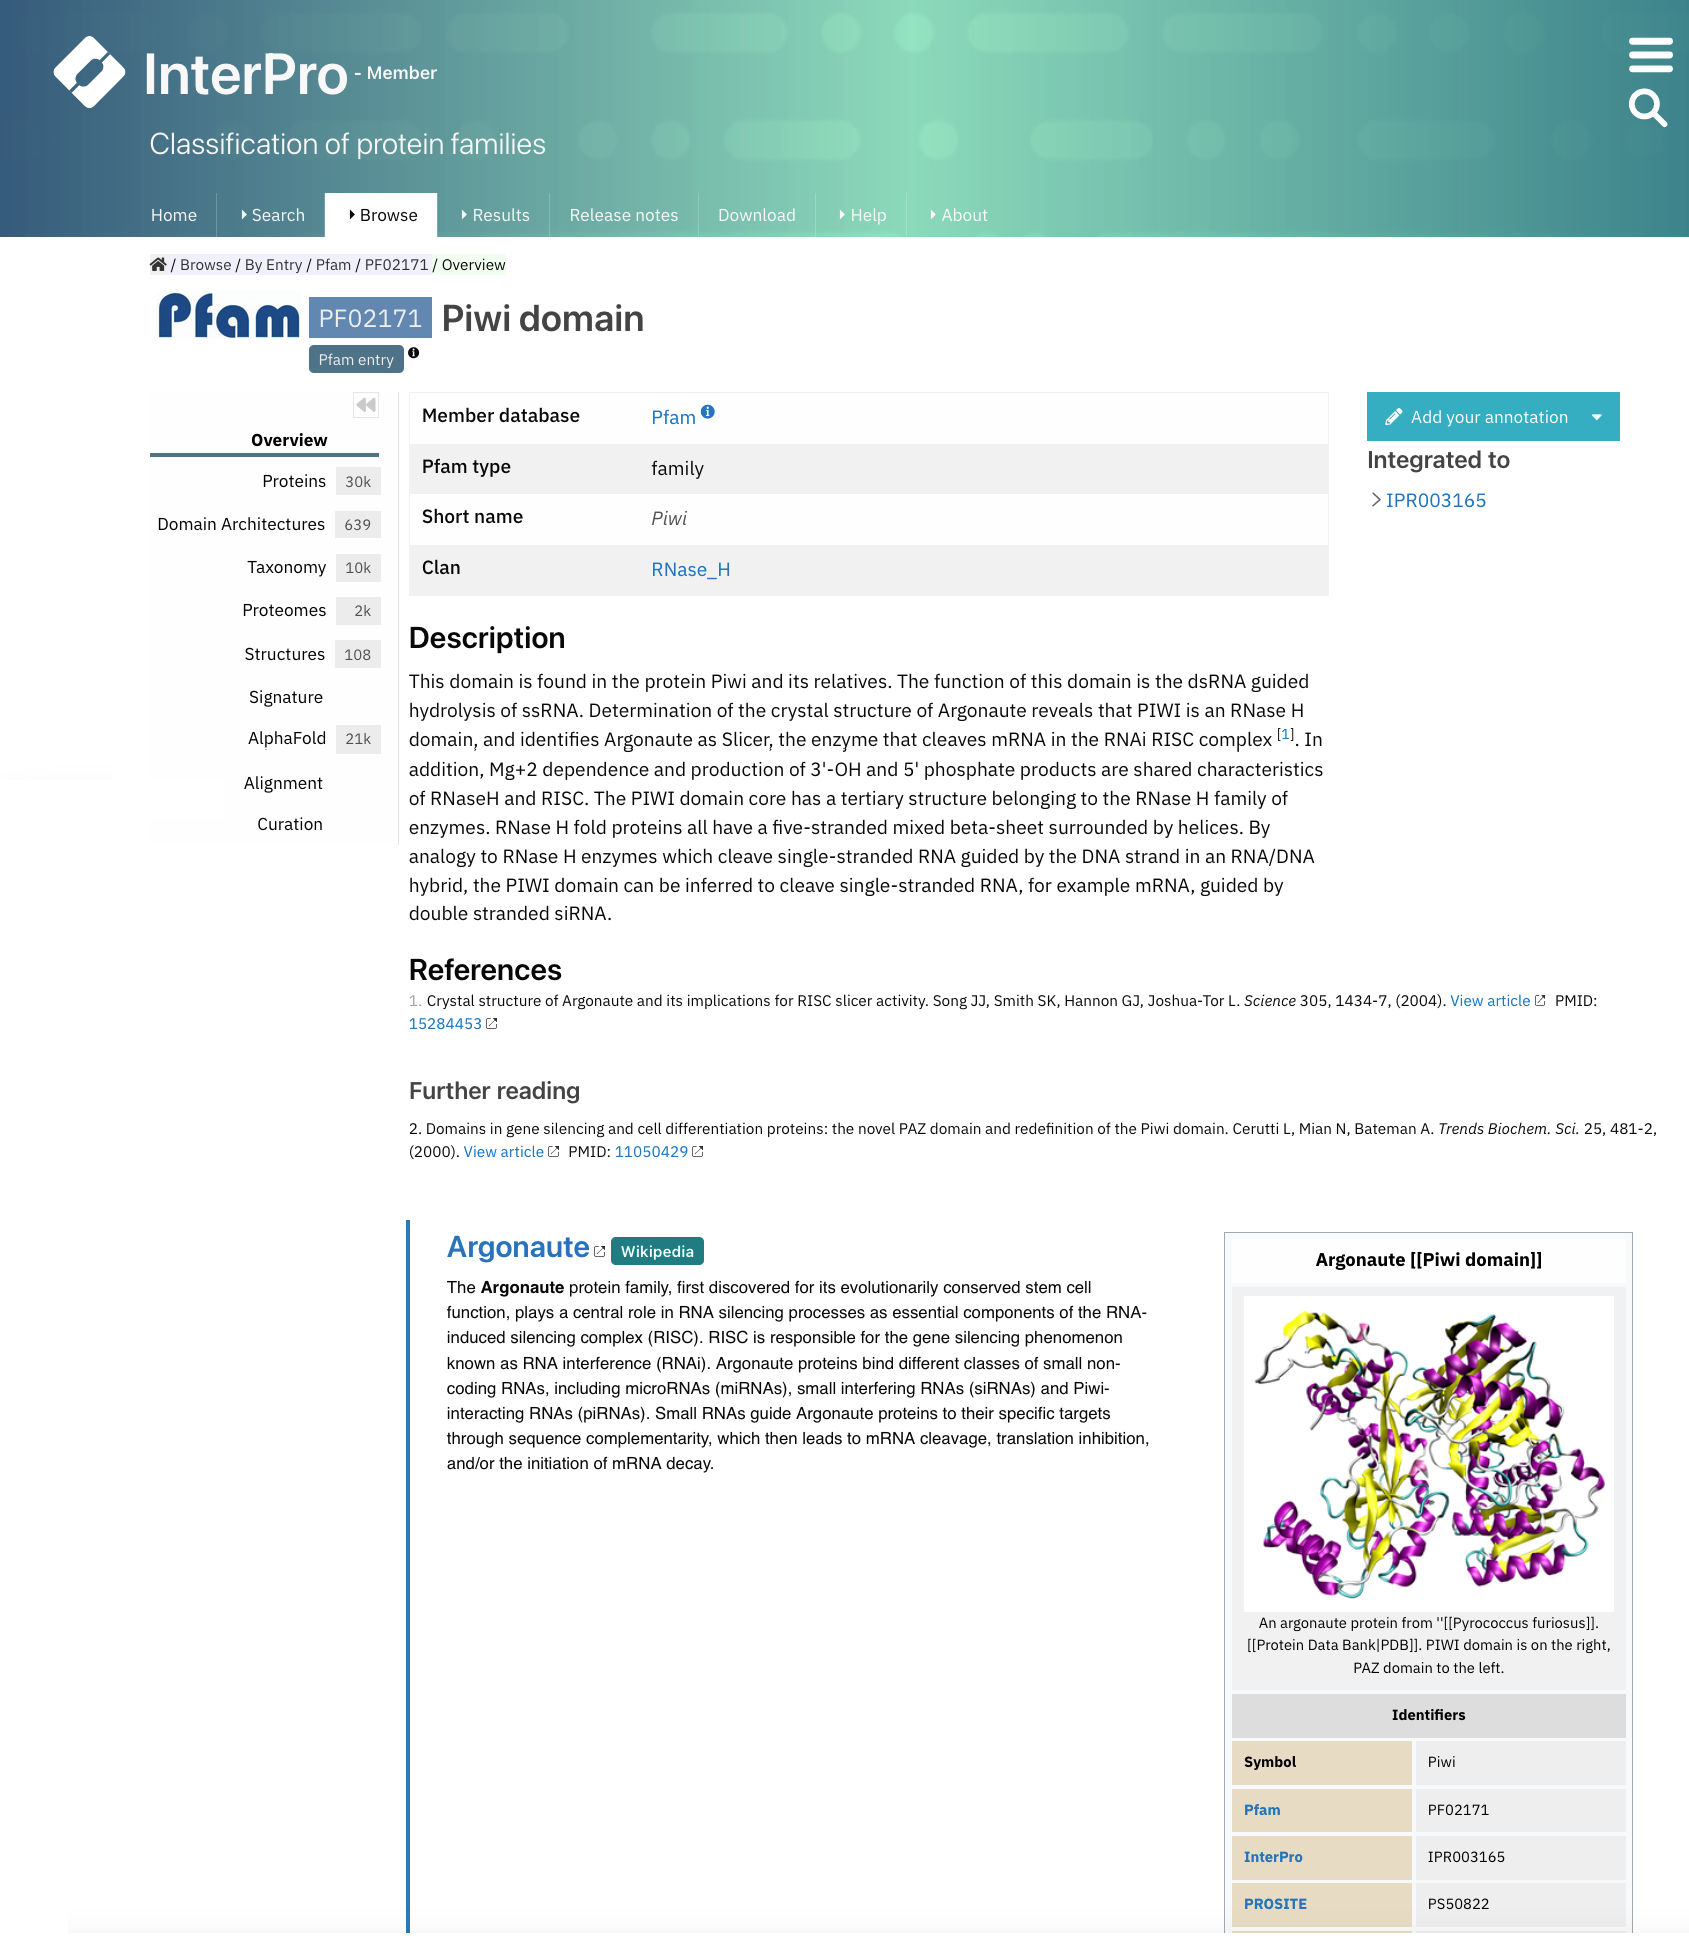 InterPro - Member
Classification of protein families
Home Search Browse Results Release notes Download Help About
/ Browse / By Entry / Pfam / PF02171 / Overview
Pfam PF02171 Piwi domain
Pfam entry
Overview
Proteins 30k
Domain Architectures 639
Taxonomy 10k
Proteomes 2k
Structures 108
Signature
AlphaFold 21k
Alignment
Curation
Member database Pfam
Pfam type family
Short name Piwi
Clan RNase_H
Add your annotation
Integrated to
IPR003165
Description
This domain is found in the protein Piwi and its relatives. The function of this domain is the dsRNA guided
hydrolysis of ssRNA. Determination of the crystal structure of Argonaute reveals that PIWI is an RNase H
domain, and identifies Argonaute as Slicer, the enzyme that cleaves mRNA in the RNAi RISC complex [1]. In
addition, Mg+2 dependence and production of 3'-OH and 5' phosphate products are shared characteristics
of RNaseH and RISC. The PIWI domain core has a tertiary structure belonging to the RNase H family of
enzymes. RNase H fold proteins all have a five-stranded mixed beta-sheet surrounded by helices. By
analogy to RNase H enzymes which cleave single-stranded RNA guided by the DNA strand in an RNA/DNA
hybrid, the PIWI domain can be inferred to cleave single-stranded RNA, for example mRNA, guided by
double stranded siRNA.
References
1. Crystal structure of Argonaute and its implications for RISC slicer activity. Song JJ, Smith SK, Hannon GJ, Joshua-Tor L. Science 305, 1434-7, (2004). View article PMID:
15284453
Further reading
2. Domains in gene silencing and cell differentiation proteins: the novel PAZ domain and redefinition of the Piwi domain. Cerutti L, Mian N, Bateman A. Trends Biochem. Sci. 25, 481-2,
(2000). View article PMID: 11050429
Argonaute Wikipedia
The Argonaute protein family, first discovered for its evolutionarily conserved stem cell
function, plays a central role in RNA silencing processes as essential components of the RNA-
induced silencing complex (RISC). RISC is responsible for the gene silencing phenomenon
known as RNA interference (RNAi). Argonaute proteins bind different classes of small non-
coding RNAs, including microRNAs (miRNAs), small interfering RNAs (siRNAs) and Piwi-
interacting RNAs (piRNAs). Small RNAs guide Argonaute proteins to their specific targets
through sequence complementarity, which then leads to mRNA cleavage, translation inhibition,
and/or the initiation of mRNA decay.
Argonaute [[Piwi domain]]
An argonaute protein from ''[[Pyrococcus furiosus]].
[[Protein Data Bank|PDB]]. PIWI domain is on the right,
PAZ domain to the left.
Identifiers
Symbol Piwi
Pfam PF02171
InterPro IPR003165
PROSITE PS50822